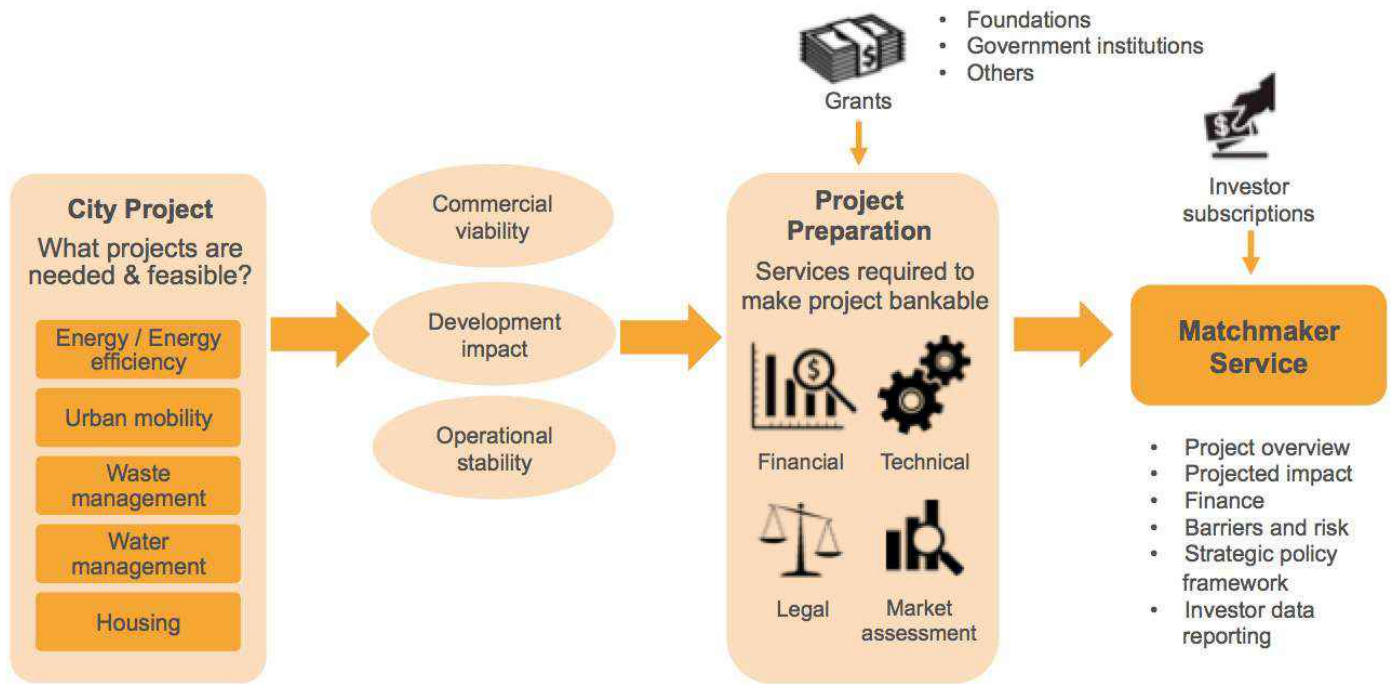 City Project
What projects are
needed & feasible?
Energy / Energy
efficiency
Urban mobility
Waste
management
Water
management
Housing
Commercial
viability
Development
impact
Operational
stability
$
Grants
• Foundations
• Government institutions
• Others
Project
Preparation
Services required to
make project bankable
$
Financial
Technical
Legal
Market
assessment
$
Investor
subscriptions
Matchmaker
Service
• Project overview
• Projected impact
• Finance
• Barriers and risk
• Strategic policy
framework
• Investor data
reporting